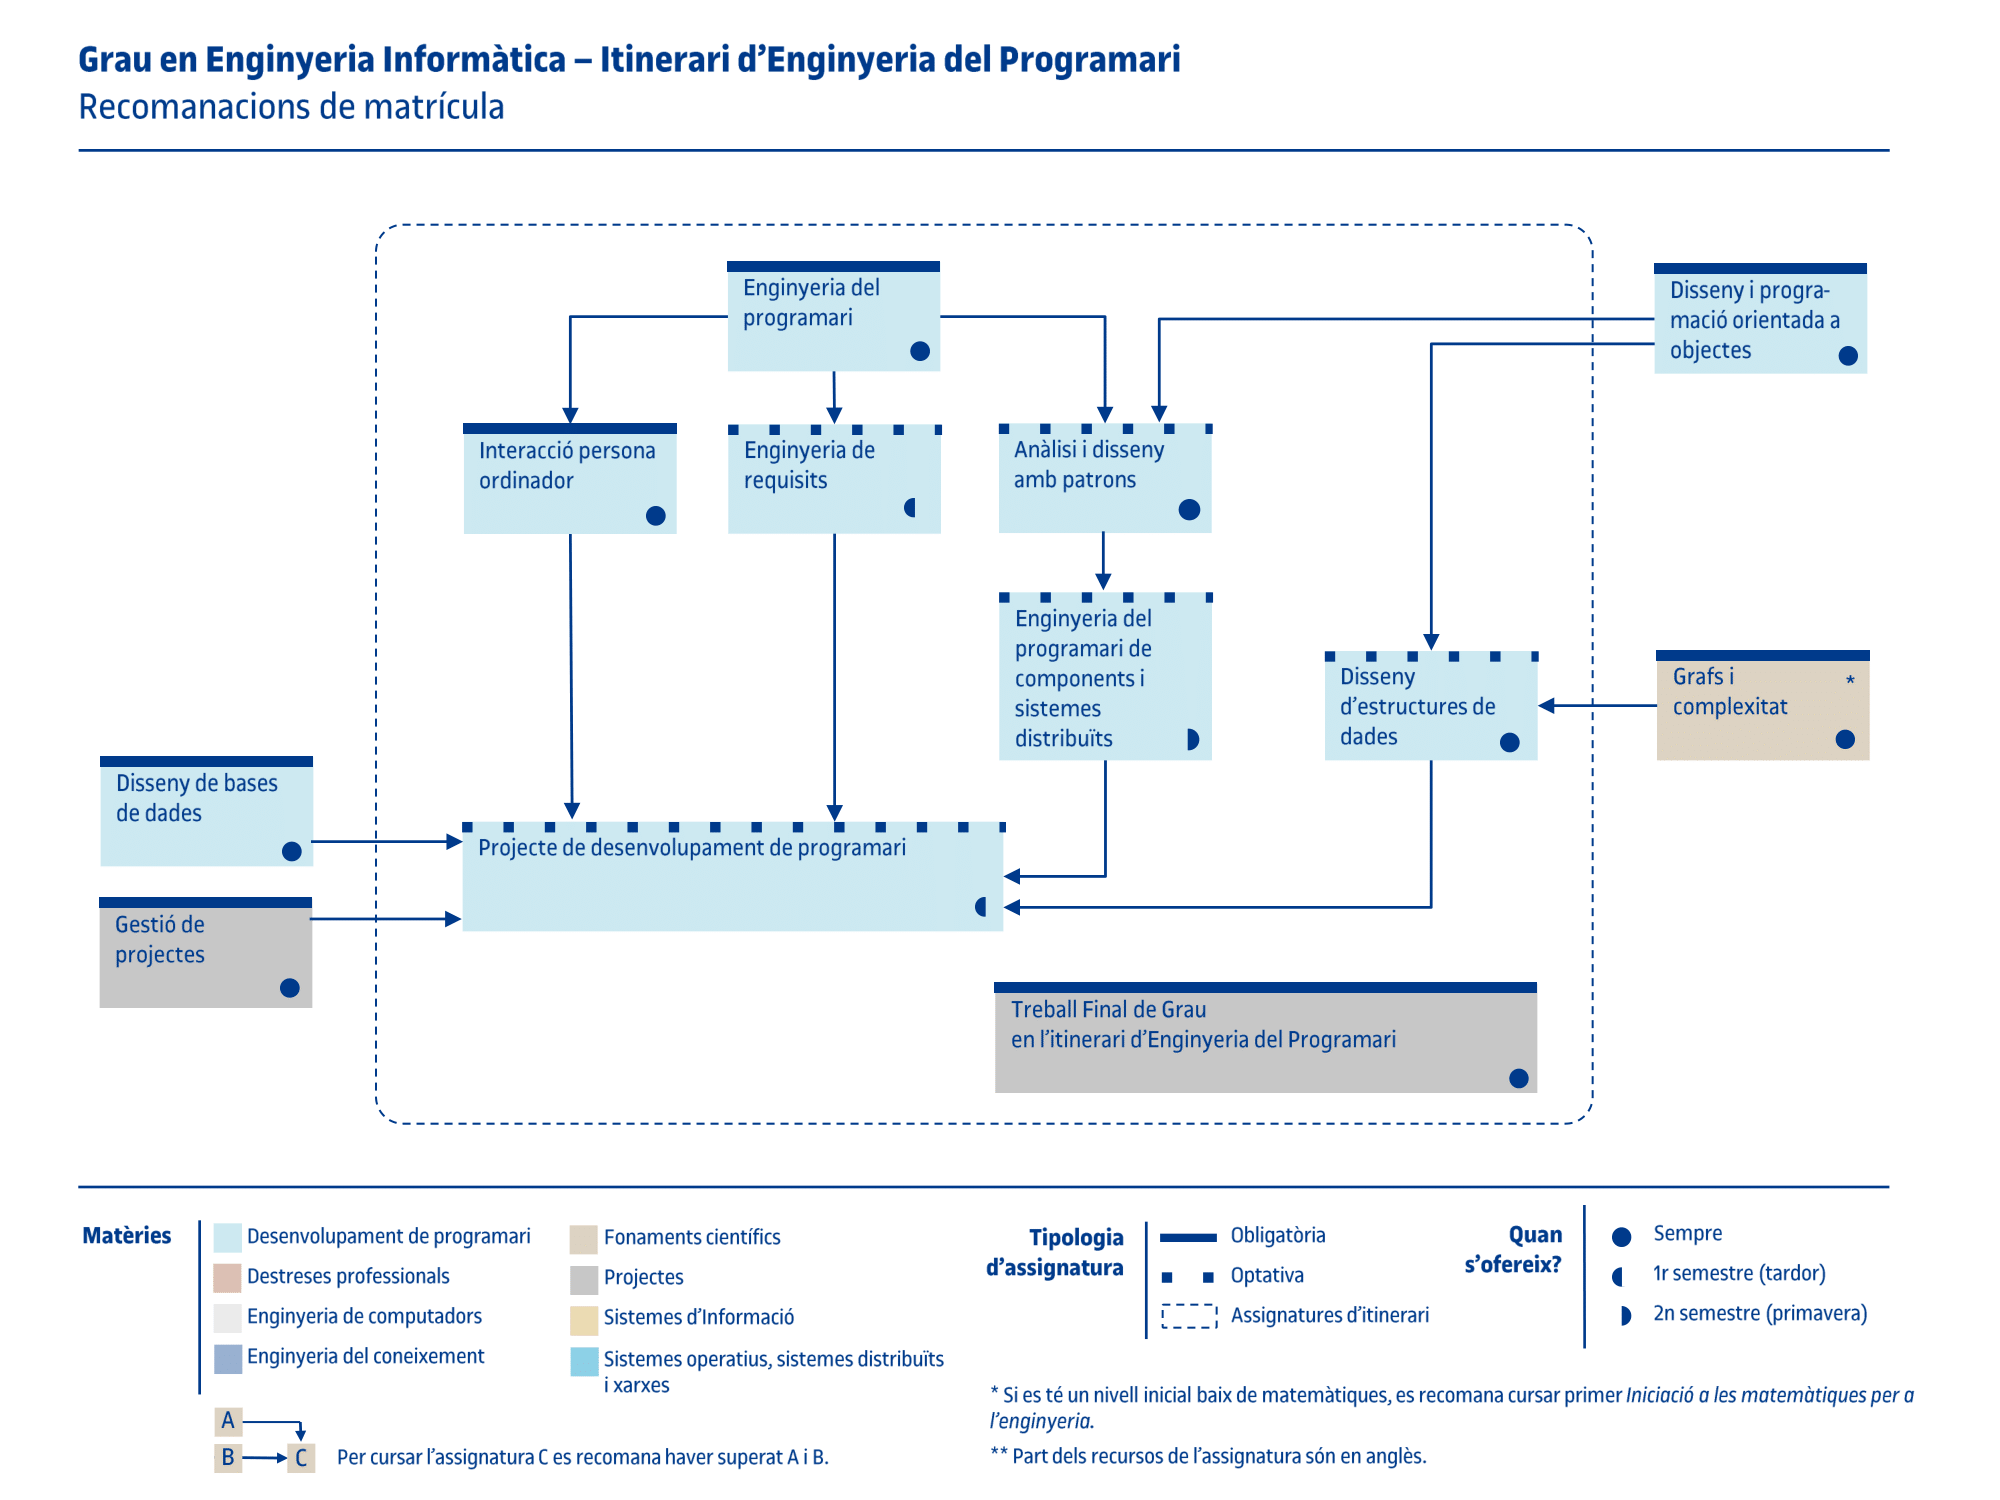 Grau en Enginyeria Informàtica – Itinerari d’Enginyeria del Programari
Recomanacions de matrícula
Enginyeria del
programari
Disseny i progra-
mació orientada a
objectes
Interacció persona
ordinador
Enginyeria de
requisits
Anàlisi i disseny
amb patrons
Enginyeria del
programari de
components i
sistemes
distribuïts
Disseny
d’estructures de
dades
Grafs i *
complexitat
Disseny de bases
de dades
Projecte de desenvolupament de programari
Gestió de
projectes
Treball Final de Grau
en l’itinerari d’Enginyeria del Programari
Matèries
Desenvolupament de programari
Destreses professionals
Enginyeria de computadors
Enginyeria del coneixement
Fonaments científics
Projectes
Sistemes d’Informació
Sistemes operatius, sistemes distribuïts
i xarxes
Tipologia
d’assignatura
Obligatòria
Optativa
Assignatures d’itinerari
Quan
s’ofereix?
Sempre
1r semestre (tardor)
2n semestre (primavera)
A
B C
Per cursar l’assignatura C es recomana haver superat A i B.
* Si es té un nivell inicial baix de matemàtiques, es recomana cursar primer Iniciació a les matemàtiques per a
l’enginyeria.
** Part dels recursos de l’assignatura són en anglès.